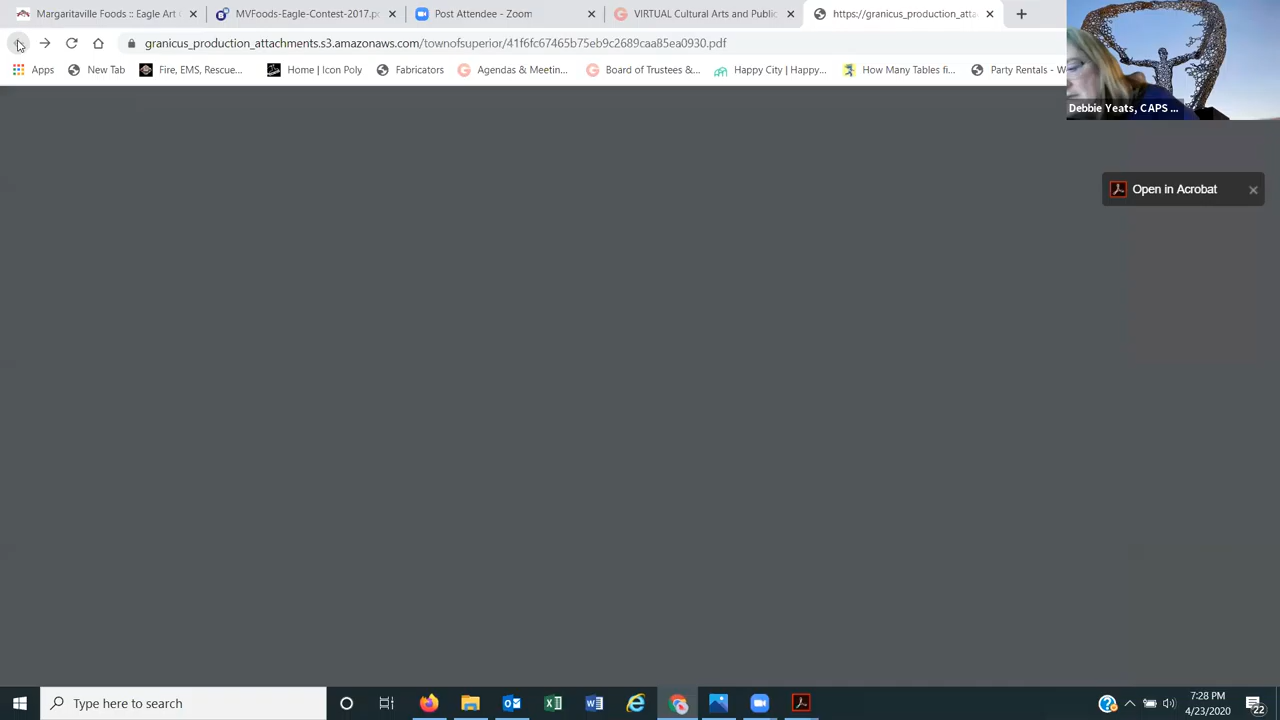 Margaritaville Foods :: Eagle Art
MVFoods-Eagle-Contest-2017.p
Post Attendee - Zoom
VIRTUAL Cultural Arts and Public
https://granicus_production_atta
granicus_production_attachments.s3.amazonaws.com/townofsuperior/41f6fc67465b75eb9c2689caa85ea0930.pdf
Apps
New Tab
Fire, EMS, Rescue...
Home | Icon Poly
Fabricators
Agendas & Meetin...
Board of Trustees &...
Happy City | Happy...
How Many Tables fi...
Party Rentals - W
Debbie Yeats, CAPS ...
Open in Acrobat
Type here to search
7:28 PM
4/23/2020
22